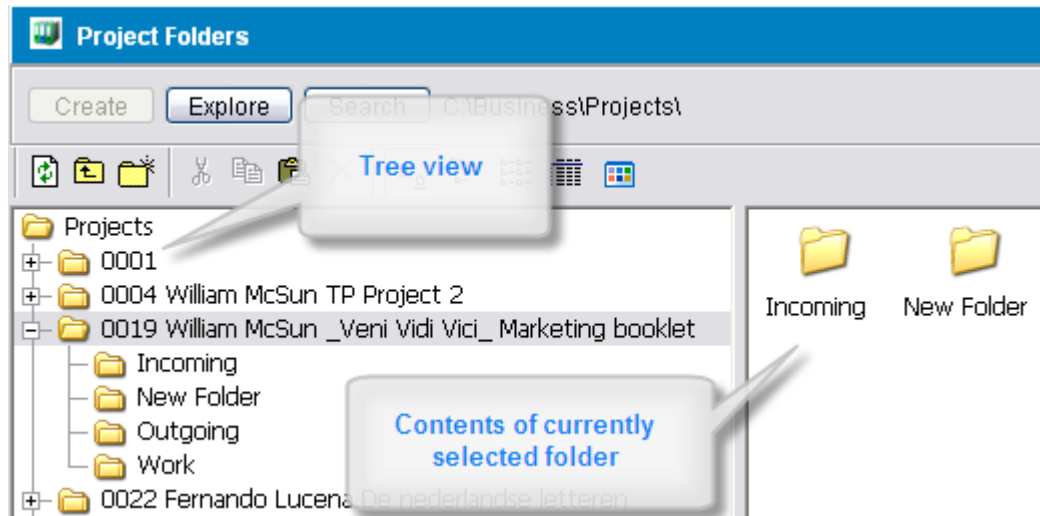 Project Folders
Create Explore Search C:\Business\Projects\
Tree view
Projects
0001
0004 William McSun TP Project 2
0019 William McSun _Veni Vidi Vici_ Marketing booklet
Incoming
New Folder
Outgoing
Work
0022 Fernando Lucena De nederlandse letteren
Incoming New Folder
Contents of currently
selected folder